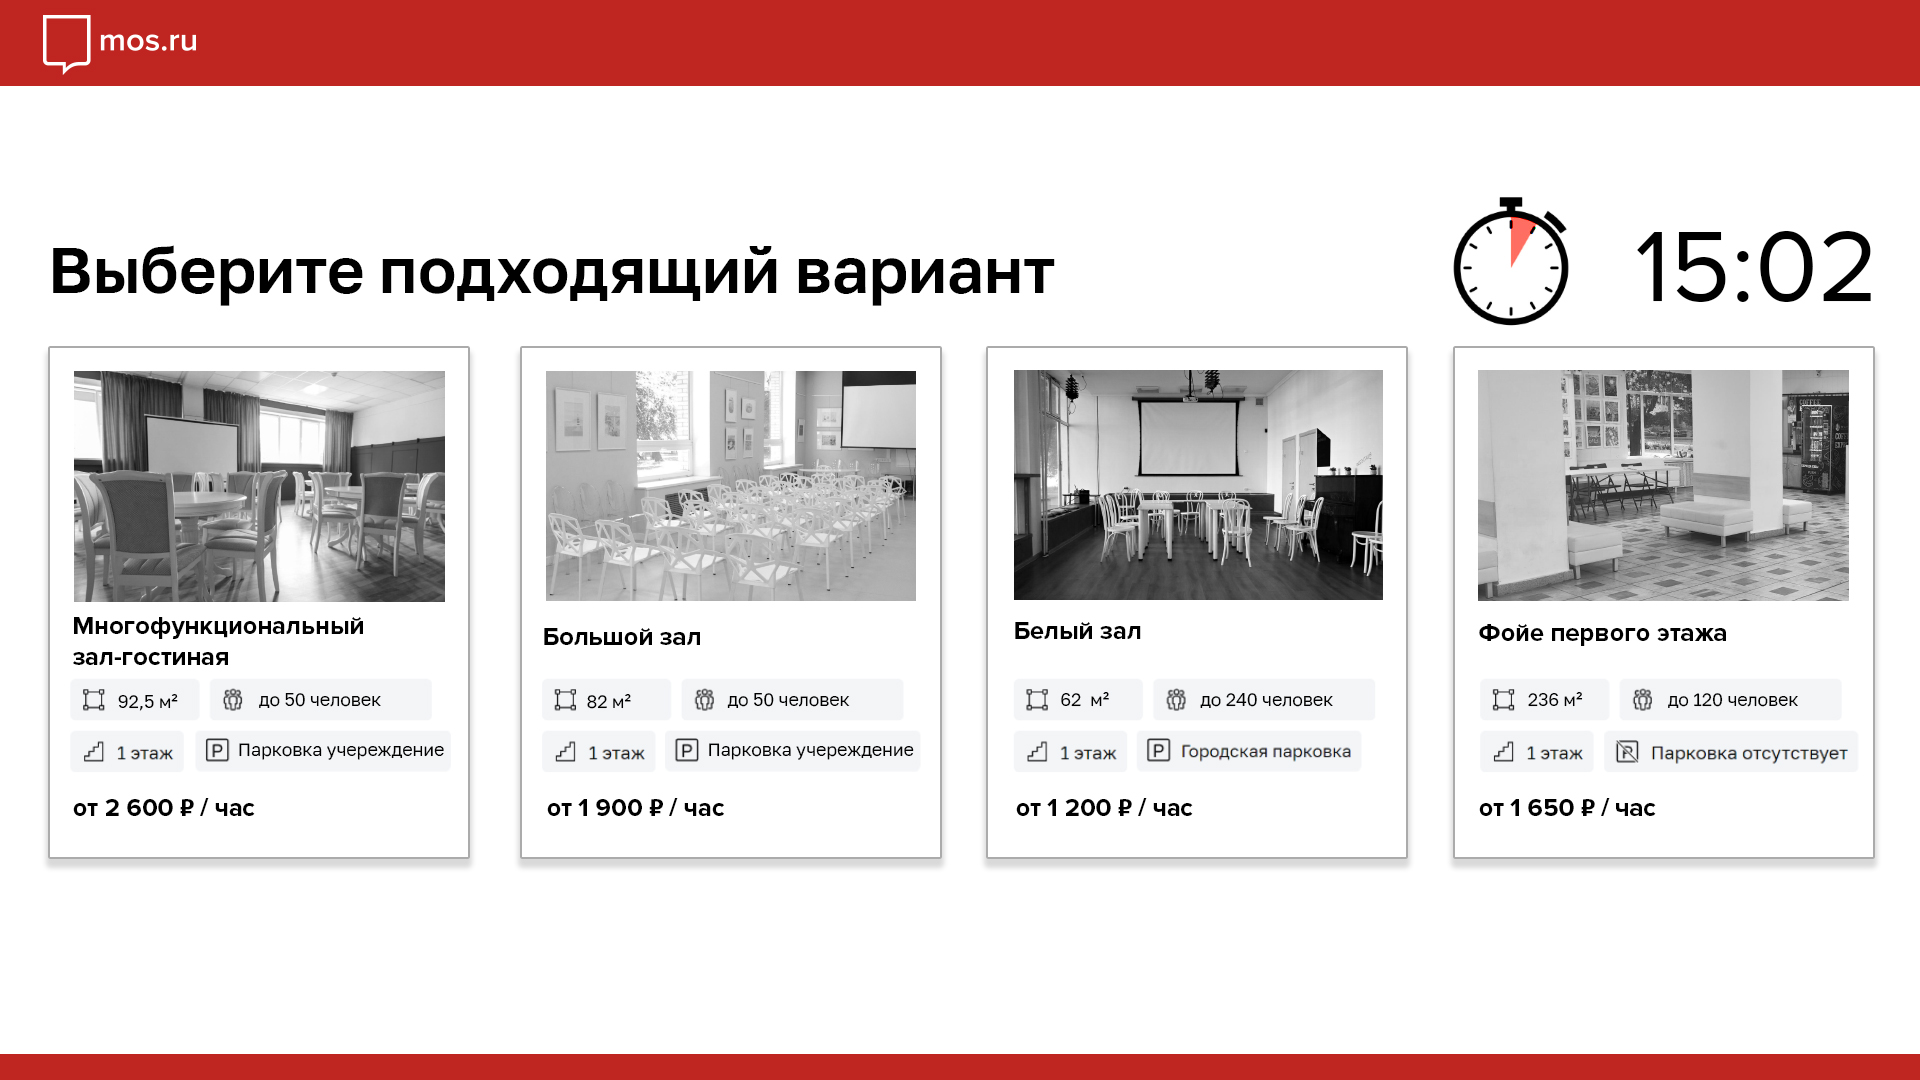 mos.ru
Выберите подходящий вариант
15:02
Многофункциональный
зал-гостиная
92,5 м²
до 50 человек
1 этаж
Парковка учереждение
от 2 600 ₽ / час
Большой зал
82 м²
до 50 человек
1 этаж
Парковка учереждение
от 1 900 ₽ / час
Белый зал
62 м²
до 240 человек
1 этаж
Городская парковка
от 1 200 ₽ / час
Фойе первого этажа
236 м²
до 120 человек
1 этаж
Парковка отсутствует
от 1 650 ₽ / час